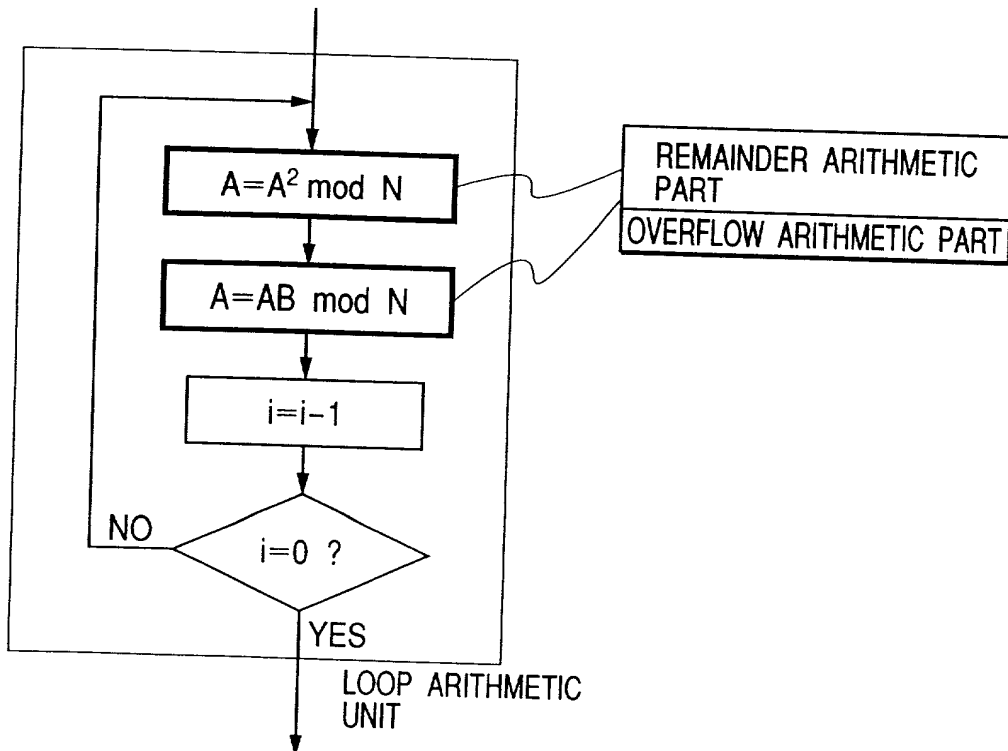 A=A² mod N
REMAINDER ARITHMETIC
PART
OVERFLOW ARITHMETIC PART
A=AB mod N
i=i-1
NO
i=0 ?
YES
LOOP ARITHMETIC
UNIT